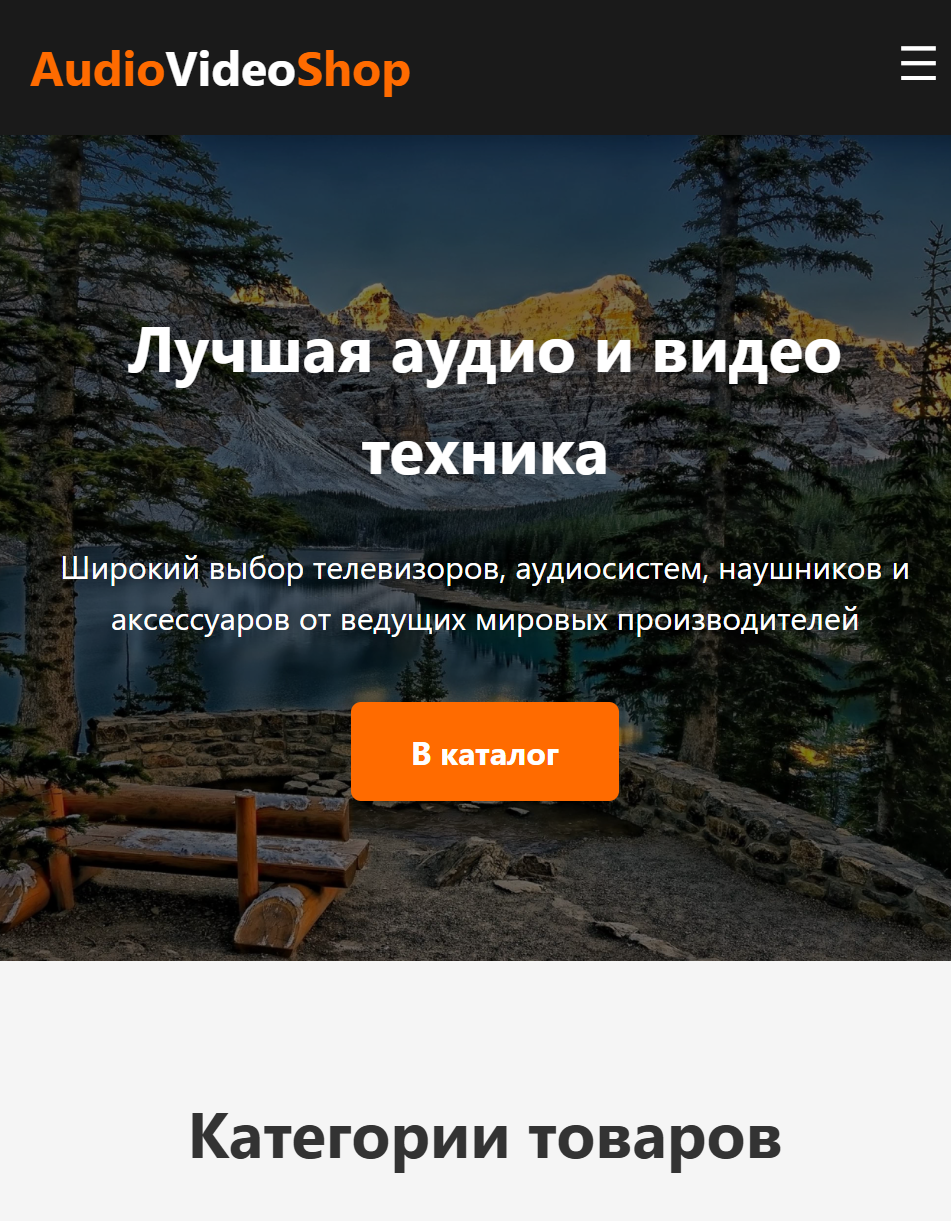 AudioVideoShop
Лучшая аудио и видео
техника
Широкий выбор телевизоров, аудиосистем, наушников и
аксессуаров от ведущих мировых производителей
В каталог
Категории товаров